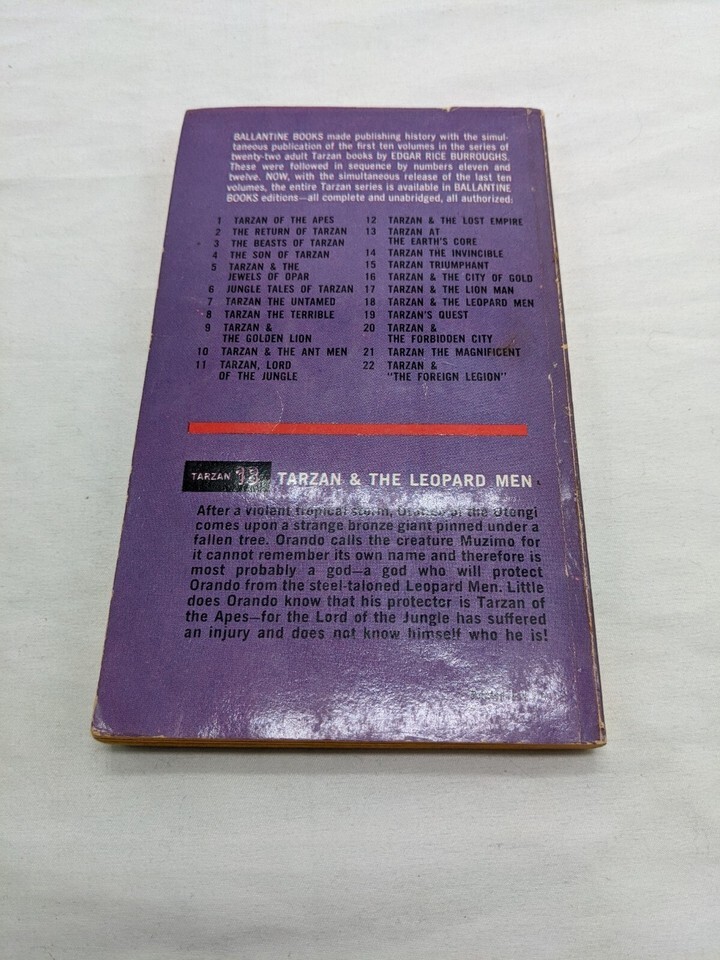 BALLANTINE BOOKS made publishing history with the simul-
taneous publication of the first ten volumes in the series of
twenty-two adult Tarzan books by EDGAR RICE BURROUGHS.
These were followed in sequence by numbers eleven and
twelve. NOW, with the simultaneous release of the last ten
volumes, the entire Tarzan series is available in BALLANTINE
BOOKS editions—all complete and unabridged, all authorized:
1 TARZAN OF THE APES
2 THE RETURN OF TARZAN
3 THE BEASTS OF TARZAN
4 THE SON OF TARZAN
5 TARZAN & THE
JEWELS OF OPAR
6 JUNGLE TALES OF TARZAN
7 TARZAN THE UNTAMED
8 TARZAN THE TERRIBLE
9 TARZAN &
THE GOLDEN LION
10 TARZAN & THE ANT MEN
11 TARZAN, LORD
OF THE JUNGLE
12 TARZAN & THE LOST EMPIRE
13 TARZAN AT
THE EARTH'S CORE
14 TARZAN THE INVINCIBLE
15 TARZAN TRIUMPHANT
16 TARZAN & THE CITY OF GOLD
17 TARZAN & THE LION MAN
18 TARZAN & THE LEOPARD MEN
19 TARZAN'S QUEST
20 TARZAN &
THE FORBIDDEN CITY
21 TARZAN THE MAGNIFICENT
22 TARZAN &
"THE FOREIGN LEGION"
TARZAN 18 TARZAN & THE LEOPARD MEN
After a violent tropical storm, Orando of the Utengi
comes upon a strange bronze giant pinned under a
fallen tree. Orando calls the creature Muzimo for
it cannot remember its own name and therefore is
most probably a god—a god who will protect
Orando from the steel-taloned Leopard Men. Little
does Orando know that his protector is Tarzan of
the Apes—for the Lord of the Jungle has suffered
an injury and does not know himself who he is!